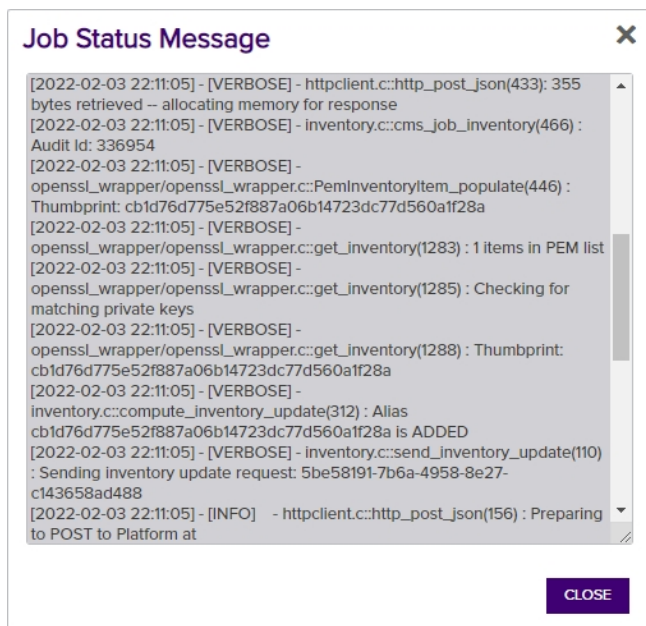 Job Status Message
[2022-02-03 22:11:05] - [VERBOSE] - httpclient.c::http_post_json(433): 355
bytes retrieved -- allocating memory for response
[2022-02-03 22:11:05] - [VERBOSE] - inventory.c::cms_job_inventory(466) :
Audit Id: 336954
[2022-02-03 22:11:05] - [VERBOSE] -
openssl_wrapper/openssl_wrapper.c::PemInventoryItem_populate(446) :
Thumbprint: cb1d76d775e52f887a06b14723dc77d560a1f28a
[2022-02-03 22:11:05] - [VERBOSE] -
openssl_wrapper/openssl_wrapper.c::get_inventory(1283) : 1 items in PEM list
[2022-02-03 22:11:05] - [VERBOSE] -
openssl_wrapper/openssl_wrapper.c::get_inventory(1285) : Checking for
matching private keys
[2022-02-03 22:11:05] - [VERBOSE] -
openssl_wrapper/openssl_wrapper.c::get_inventory(1288) : Thumbprint:
cb1d76d775e52f887a06b14723dc77d560a1f28a
[2022-02-03 22:11:05] - [VERBOSE] -
inventory.c::compute_inventory_update(312) : Alias
cb1d76d775e52f887a06b14723dc77d560a1f28a is ADDED
[2022-02-03 22:11:05] - [VERBOSE] - inventory.c::send_inventory_update(110)
: Sending inventory update request: 5be58191-7b6a-4958-8e27-
c143658ad488
[2022-02-03 22:11:05] - [INFO] - httpclient.c::http_post_json(156) : Preparing
to POST to Platform at
CLOSE